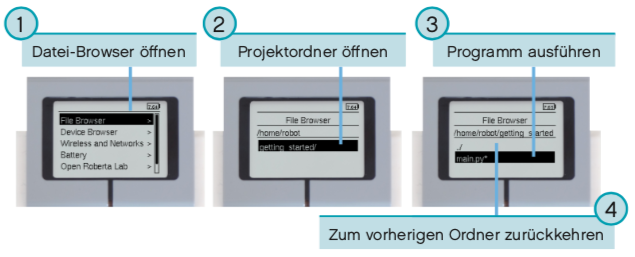 1
Datei-Browser öffnen
File Browser >
Device Browser >
Wireless and Networks >
Battery >
Open Roberta Lab >
2
Projektordner öffnen
File Browser
/home/robot
getting_started/
3
Programm ausführen
File Browser
/home/robot/getting_started
../
main.py*
4
Zum vorherigen Ordner zurückkehren